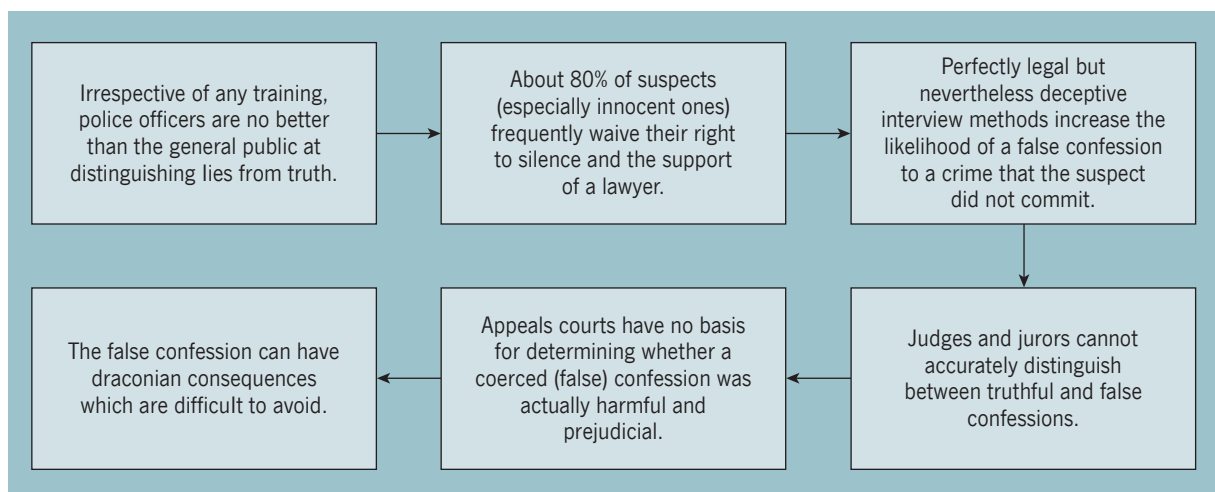 Irrespective of any training,
police officers are no better
than the general public at
distinguishing lies from truth.
About 80% of suspects
(especially innocent ones)
frequently waive their right
to silence and the support
of a lawyer.
Perfectly legal but
nevertheless deceptive
interview methods increase the
likelihood of a false confession
to a crime that the suspect
did not commit.
Judges and jurors cannot
accurately distinguish
between truthful and false
confessions.
Appeals courts have no basis
for determining whether a
coerced (false) confession was
actually harmful and
prejudicial.
The false confession can have
draconian consequences
which are difficult to avoid.